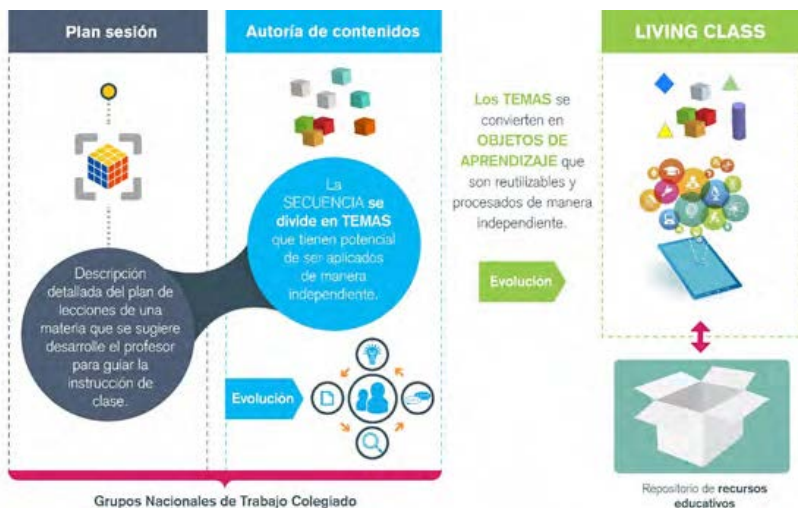 Plan sesión
Descripción
detallada del plan de
lecciones de una
materia que se sugiere
desarrolle el profesor
para guiar la
instrucción de
clase.
Autoría de contenidos
La
SECUENCIA se
divide en TEMAS
que tienen potencial
de ser aplicados
de manera
independiente.
Evolución
Grupos Nacionales de Trabajo Colegiado
Los TEMAS se
convierten en
OBJETOS DE
APRENDIZAJE que
son reutilizables y
procesados de manera
independiente.
Evolución
LIVING CLASS
Repositorio de recursos
educativos